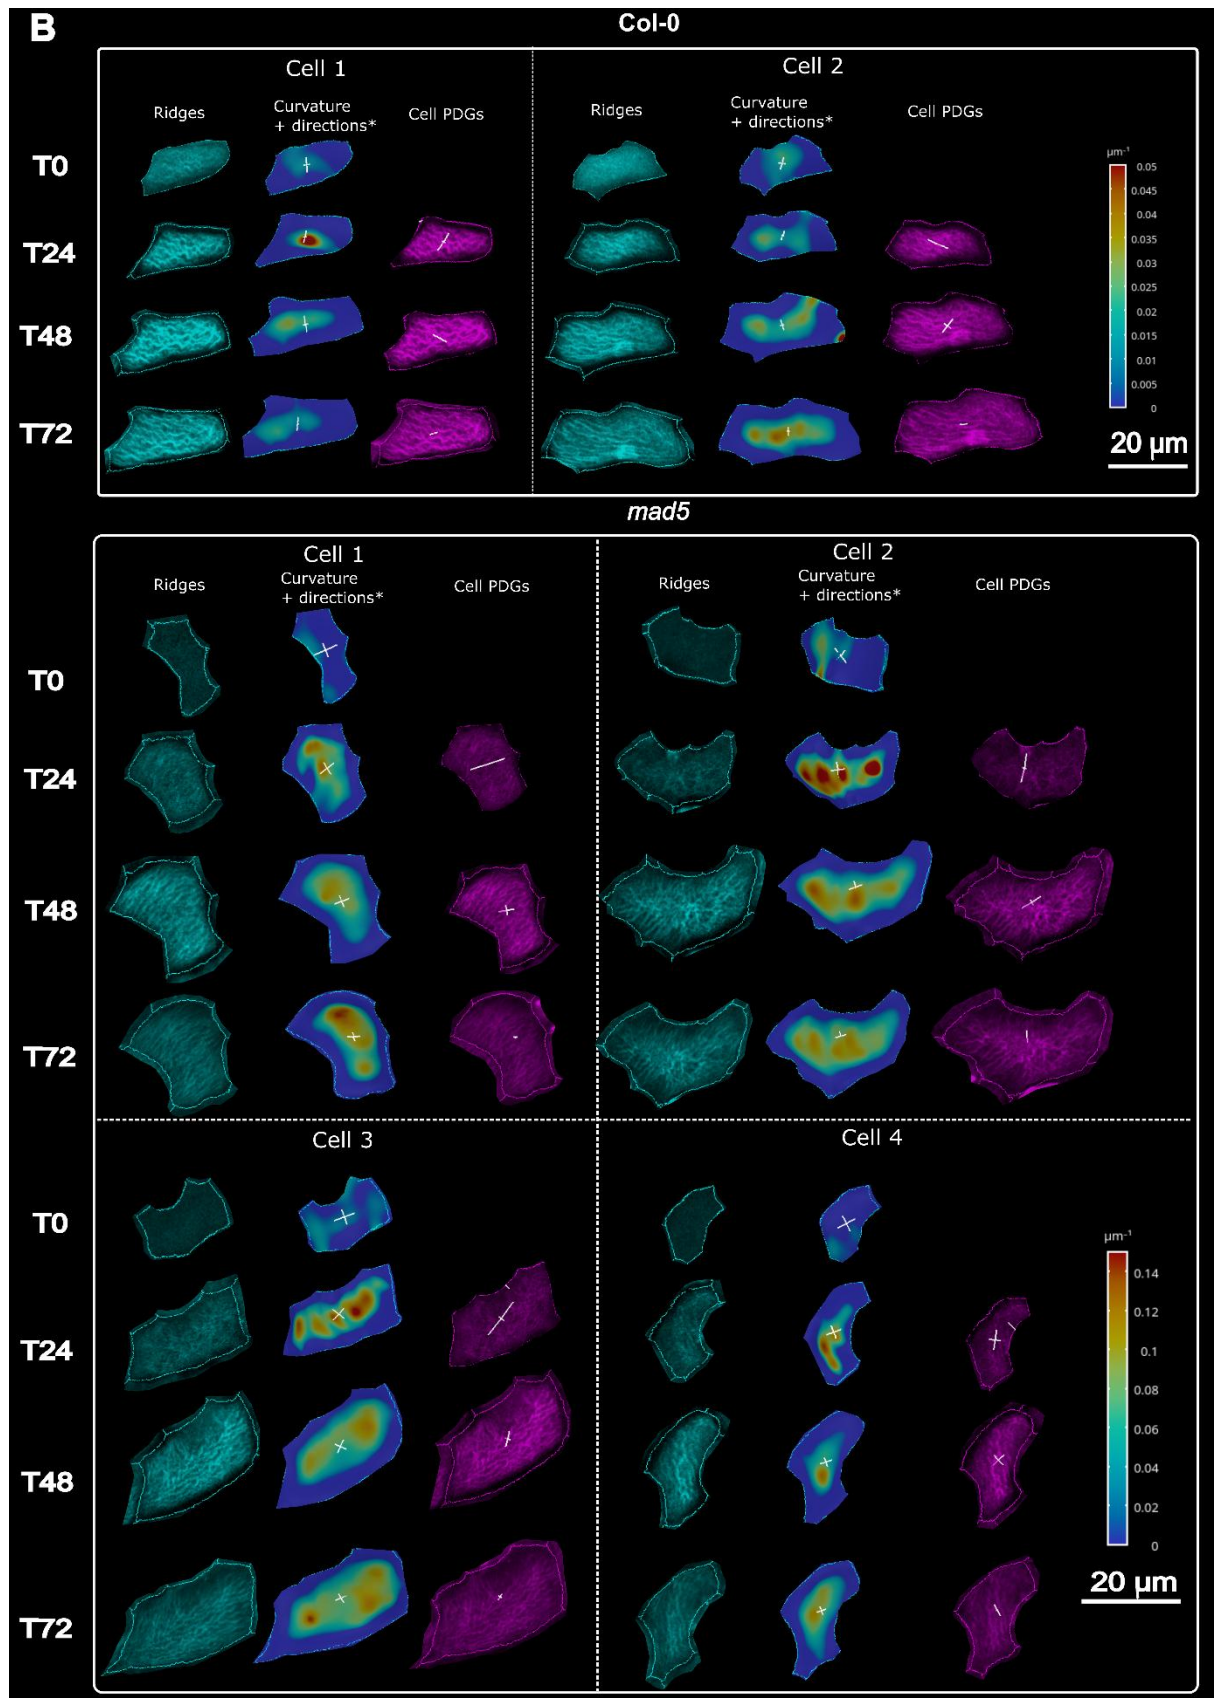 B
Col-0
Cell 1
Cell 2
Ridges
Curvature
+ directions*
Cell PDGs
Ridges
Curvature
+ directions*
Cell PDGs
T0
T24
T48
T72
µm⁻¹
0.05
0.045
0.04
0.035
0.03
0.025
0.02
0.015
0.01
0.005
0
20 µm
mad5
Cell 1
Cell 2
Ridges
Curvature
+ directions*
Cell PDGs
Ridges
Curvature
+ directions*
Cell PDGs
T0
T24
T48
T72
Cell 3
Cell 4
T0
T24
T48
T72
µm⁻¹
0.14
0.12
0.1
0.08
0.06
0.04
0.02
0
20 µm